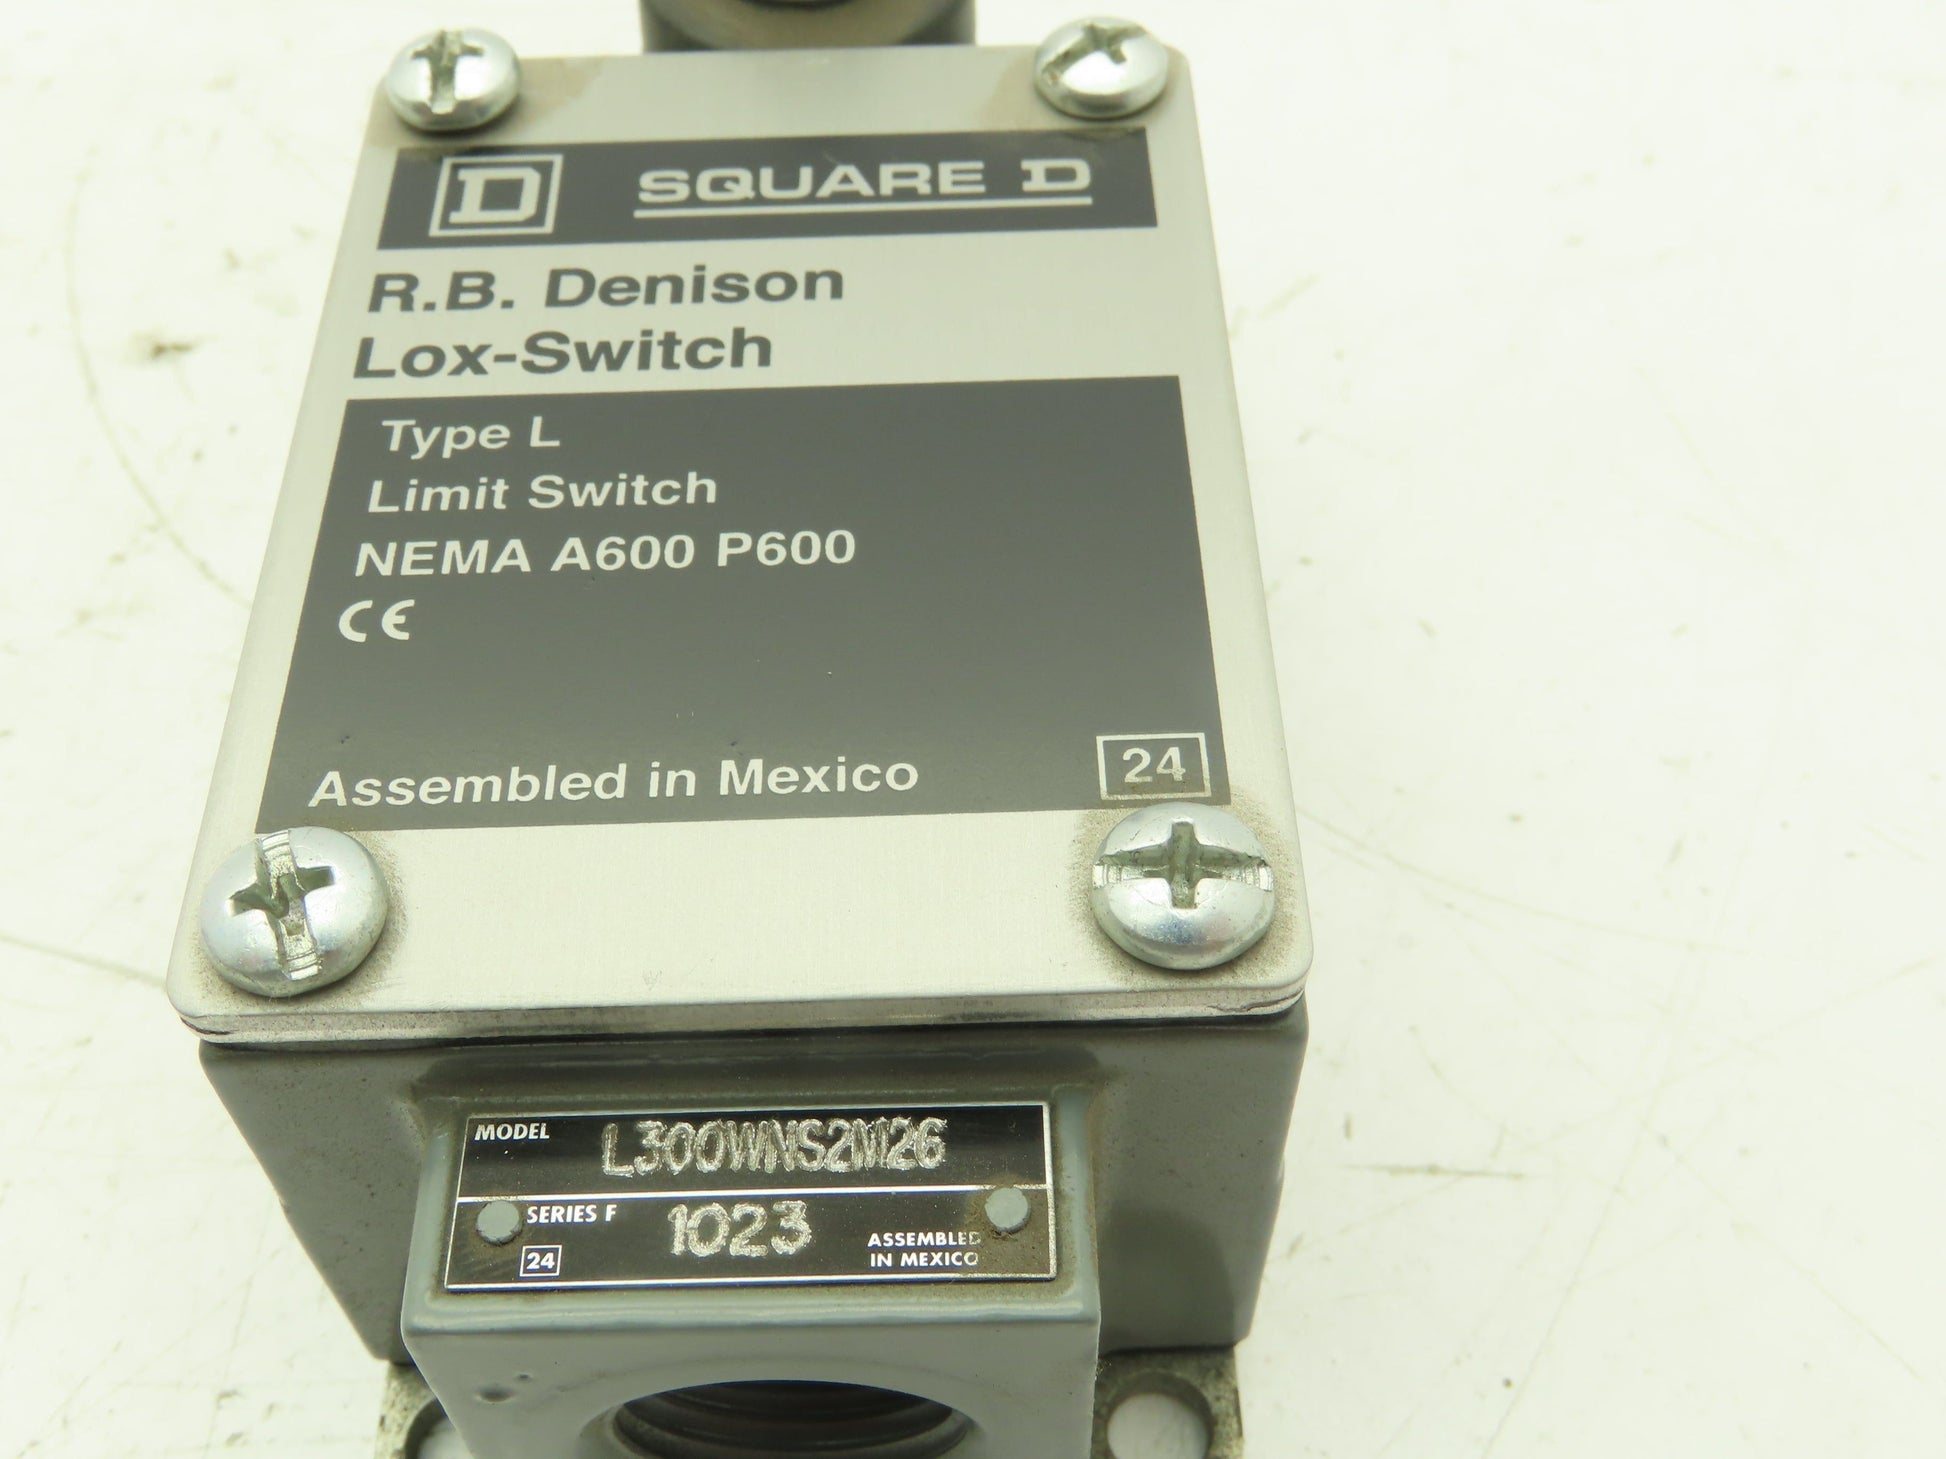 D SQUARE D
R.B. Denison
Lox-Switch
Type L
Limit Switch
NEMA A600 P600
CE
Assembled in Mexico 24
MODEL L300WNS2M26
SERIES F 1023
24
ASSEMBLED
IN MEXICO